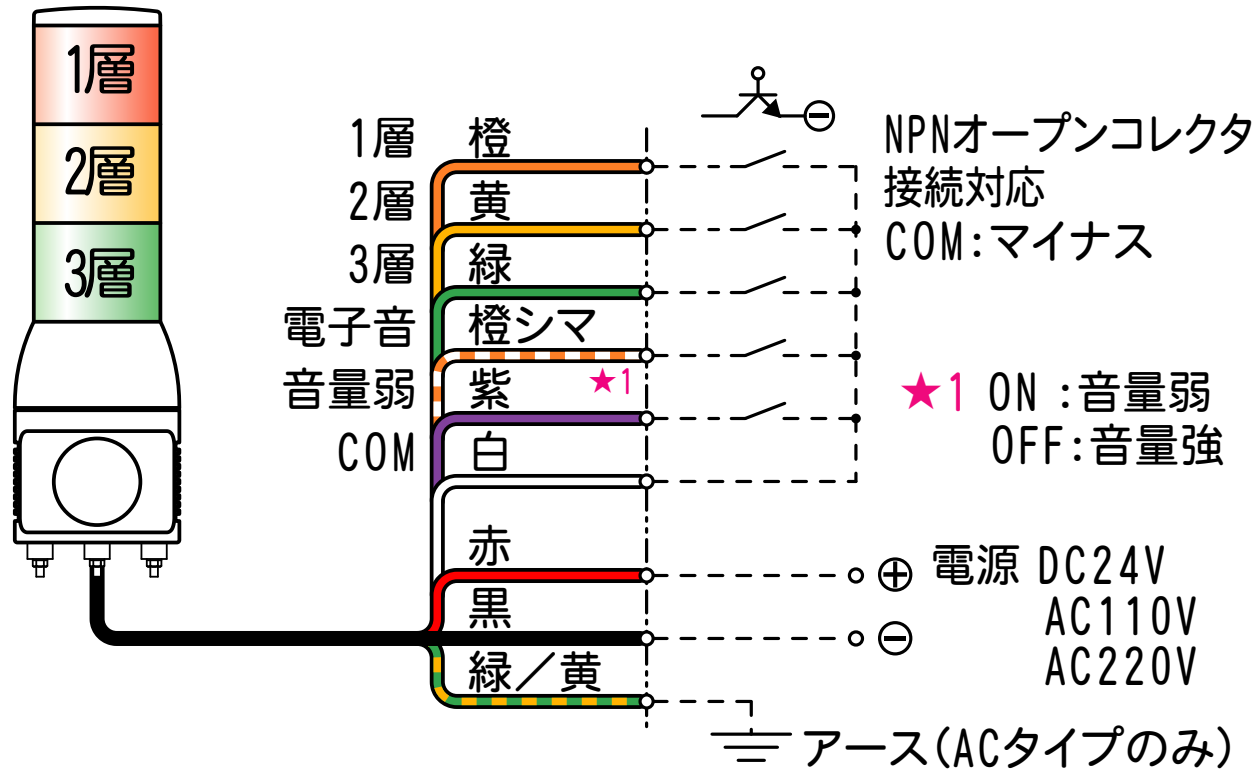 1層
2層
3層
1層 橙
2層 黄
3層 緑
電子音 橙シマ
音量弱 紫 ★1
COM 白
赤
黒
緑／黄
NPNオープンコレクタ
接続対応
COM:マイナス
★1 ON :音量弱
OFF:音量強
⊕ 電源 DC24V
⊖ AC110V
AC220V
アース(ACタイプのみ)